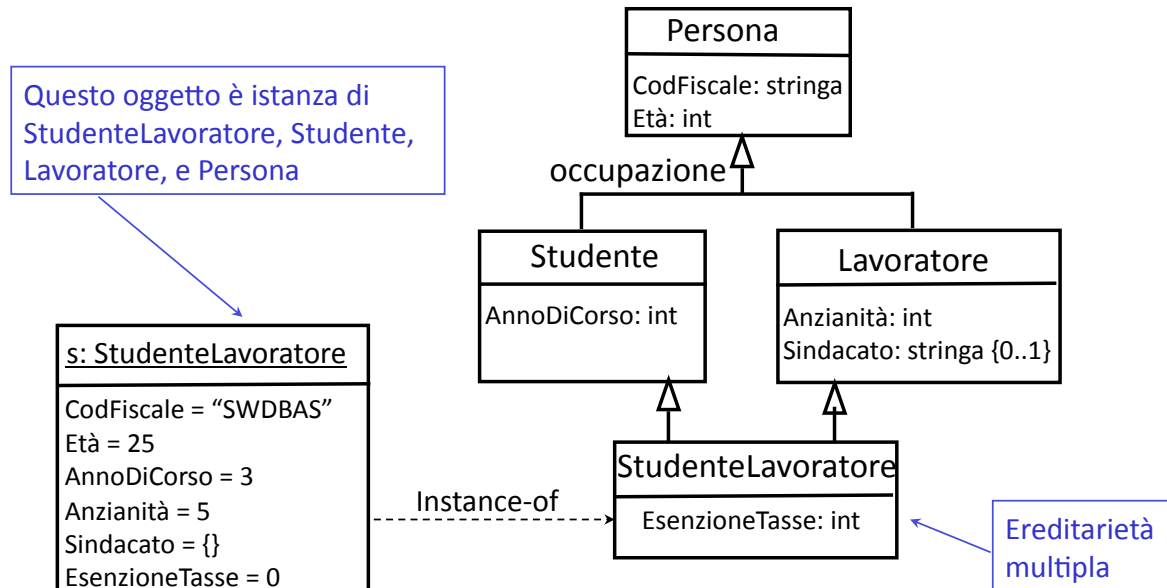 Persona
CodFiscale: stringa
Età: int
Questo oggetto è istanza di
StudenteLavoratore, Studente,
Lavoratore, e Persona
occupazione
Studente
AnnoDiCorso: int
Lavoratore
Anzianità: int
Sindacato: stringa {0..1}
s: StudenteLavoratore
CodFiscale = “SWDBAS”
Età = 25
AnnoDiCorso = 3
Anzianità = 5
Sindacato = {}
EsenzioneTasse = 0
Instance-of
StudenteLavoratore
EsenzioneTasse: int
Ereditarietà
multipla